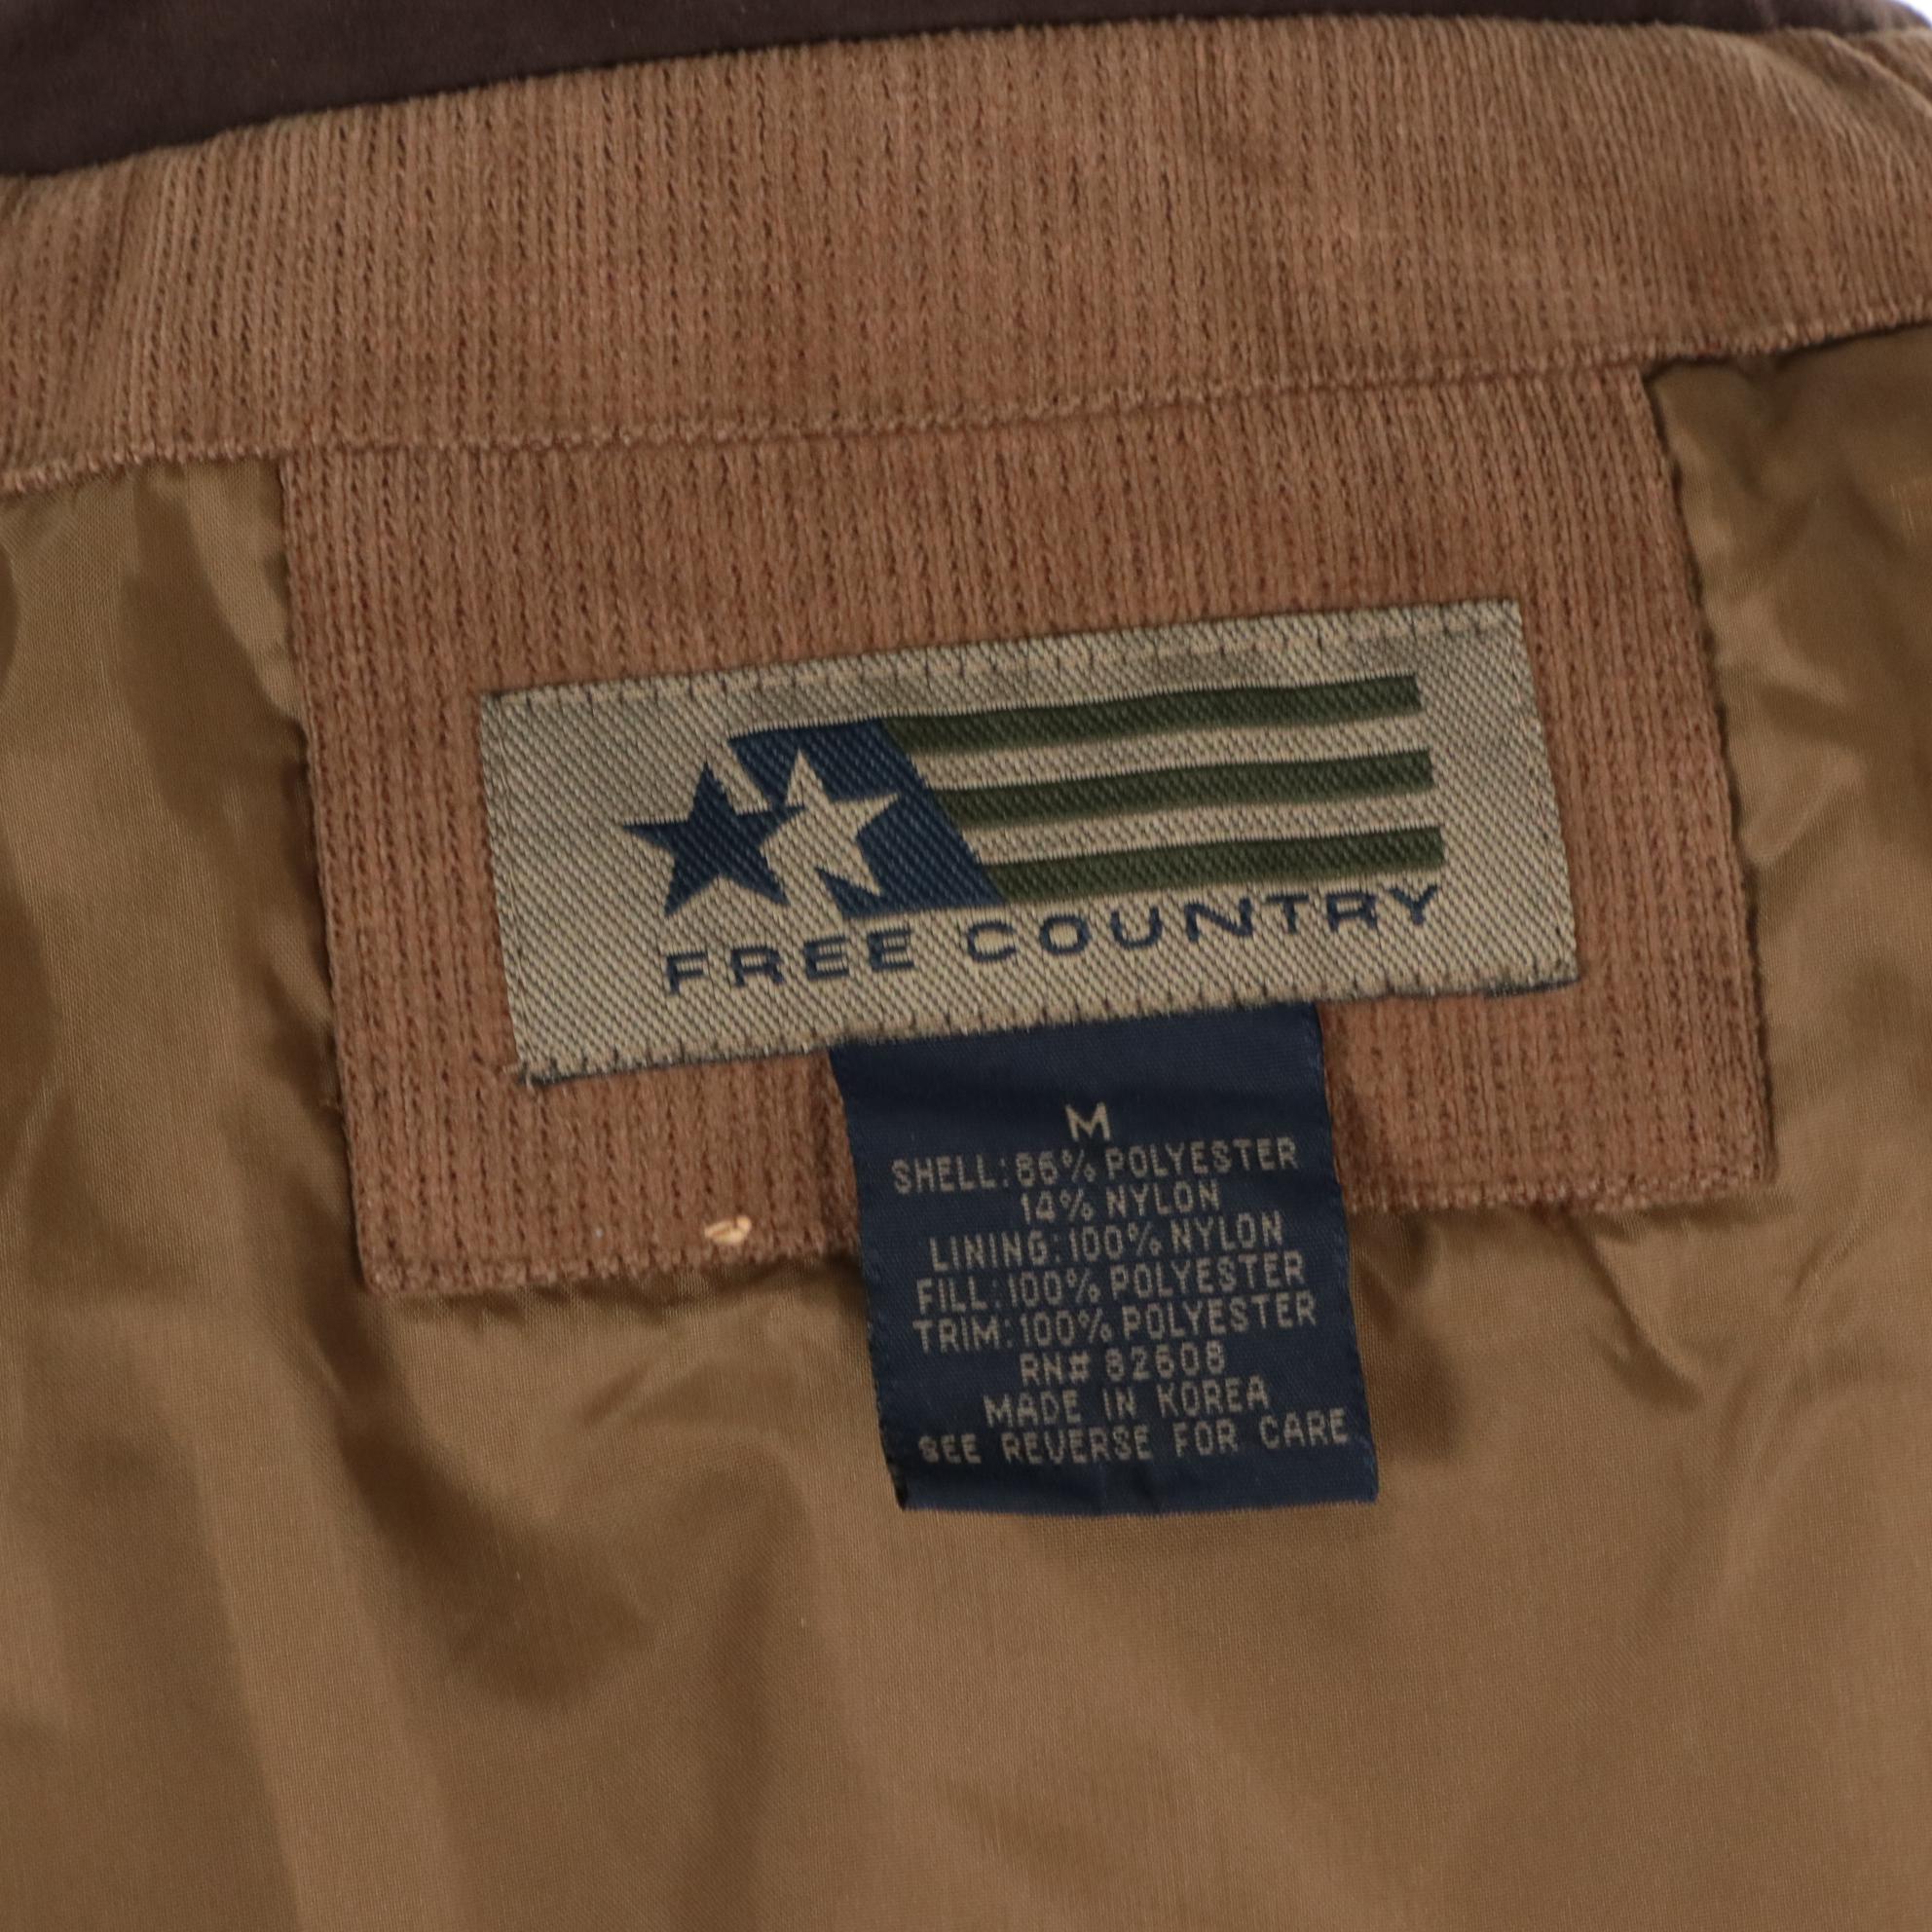 FREE COUNTRY
M
SHELL: 86% POLYESTER
14% NYLON
LINING: 100% NYLON
FILL: 100% POLYESTER
TRIM: 100% POLYESTER
RN# 82608
MADE IN KOREA
SEE REVERSE FOR CARE